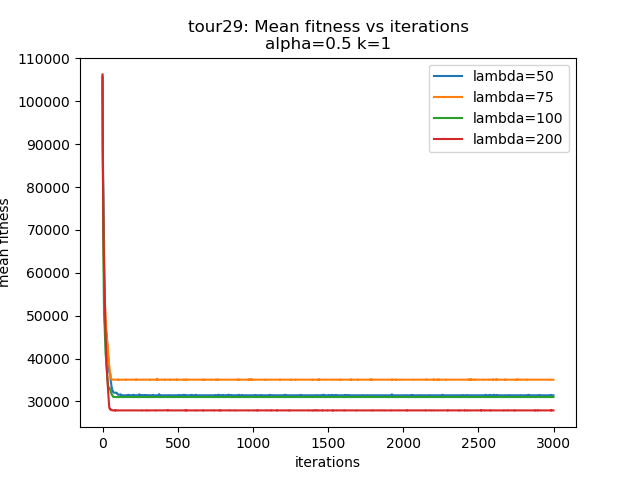 tour29: Mean fitness vs iterations
alpha=0.5 k=1
110000
100000
90000
80000
70000
60000
50000
40000
30000
mean fitness
lambda=50
lambda=75
lambda=100
lambda=200
0
500
1000
1500
2000
2500
3000
iterations